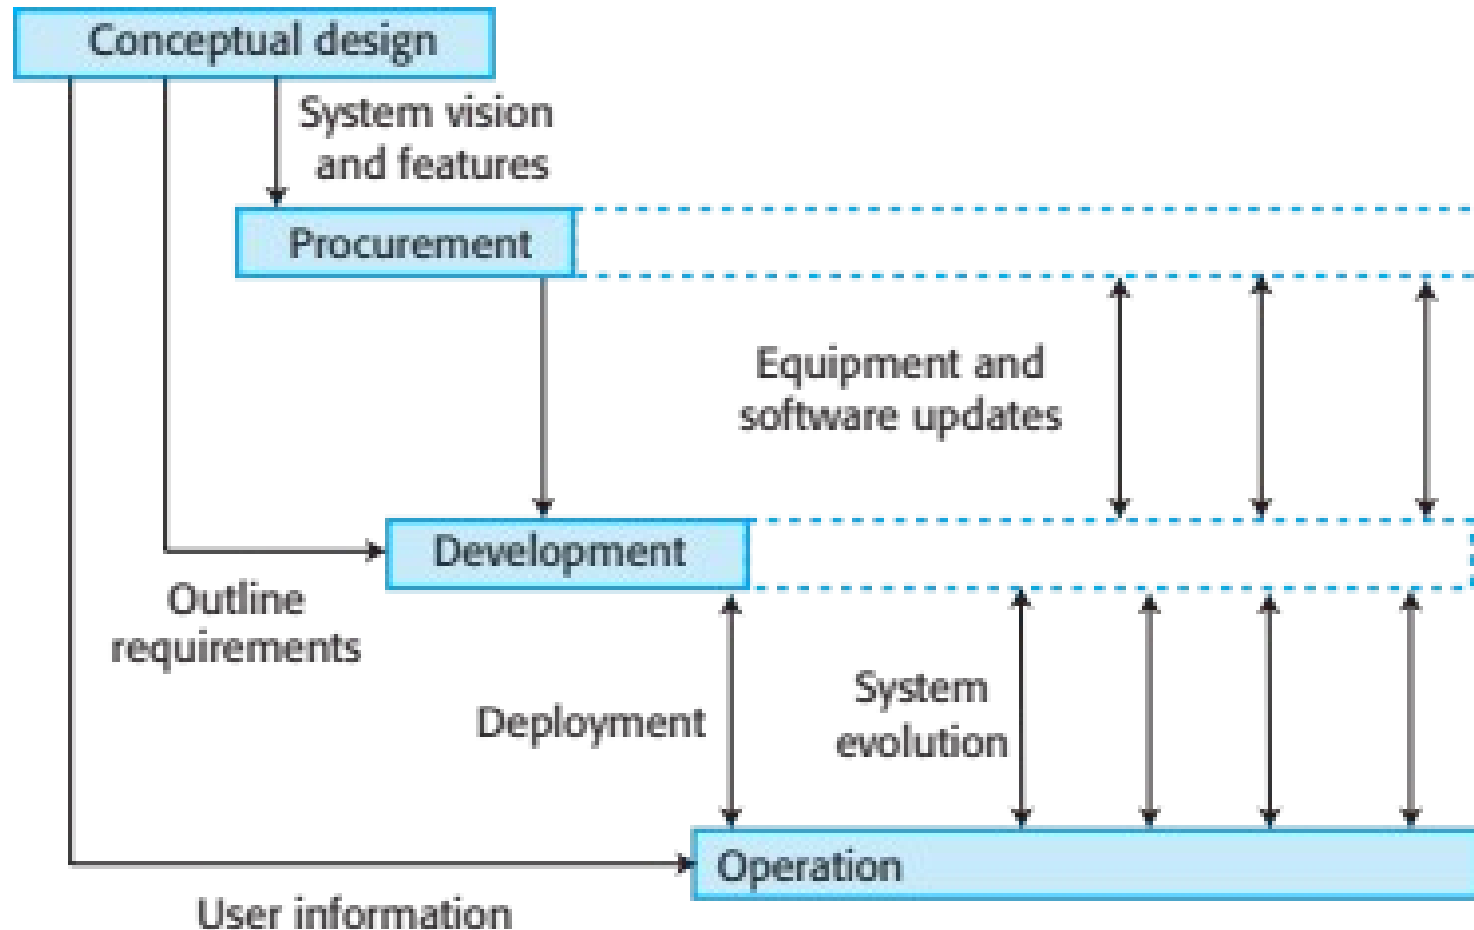 Conceptual design
System vision
and features
Procurement
Equipment and
software updates
Development
Outline
requirements
System
evolution
Deployment
Operation
User information